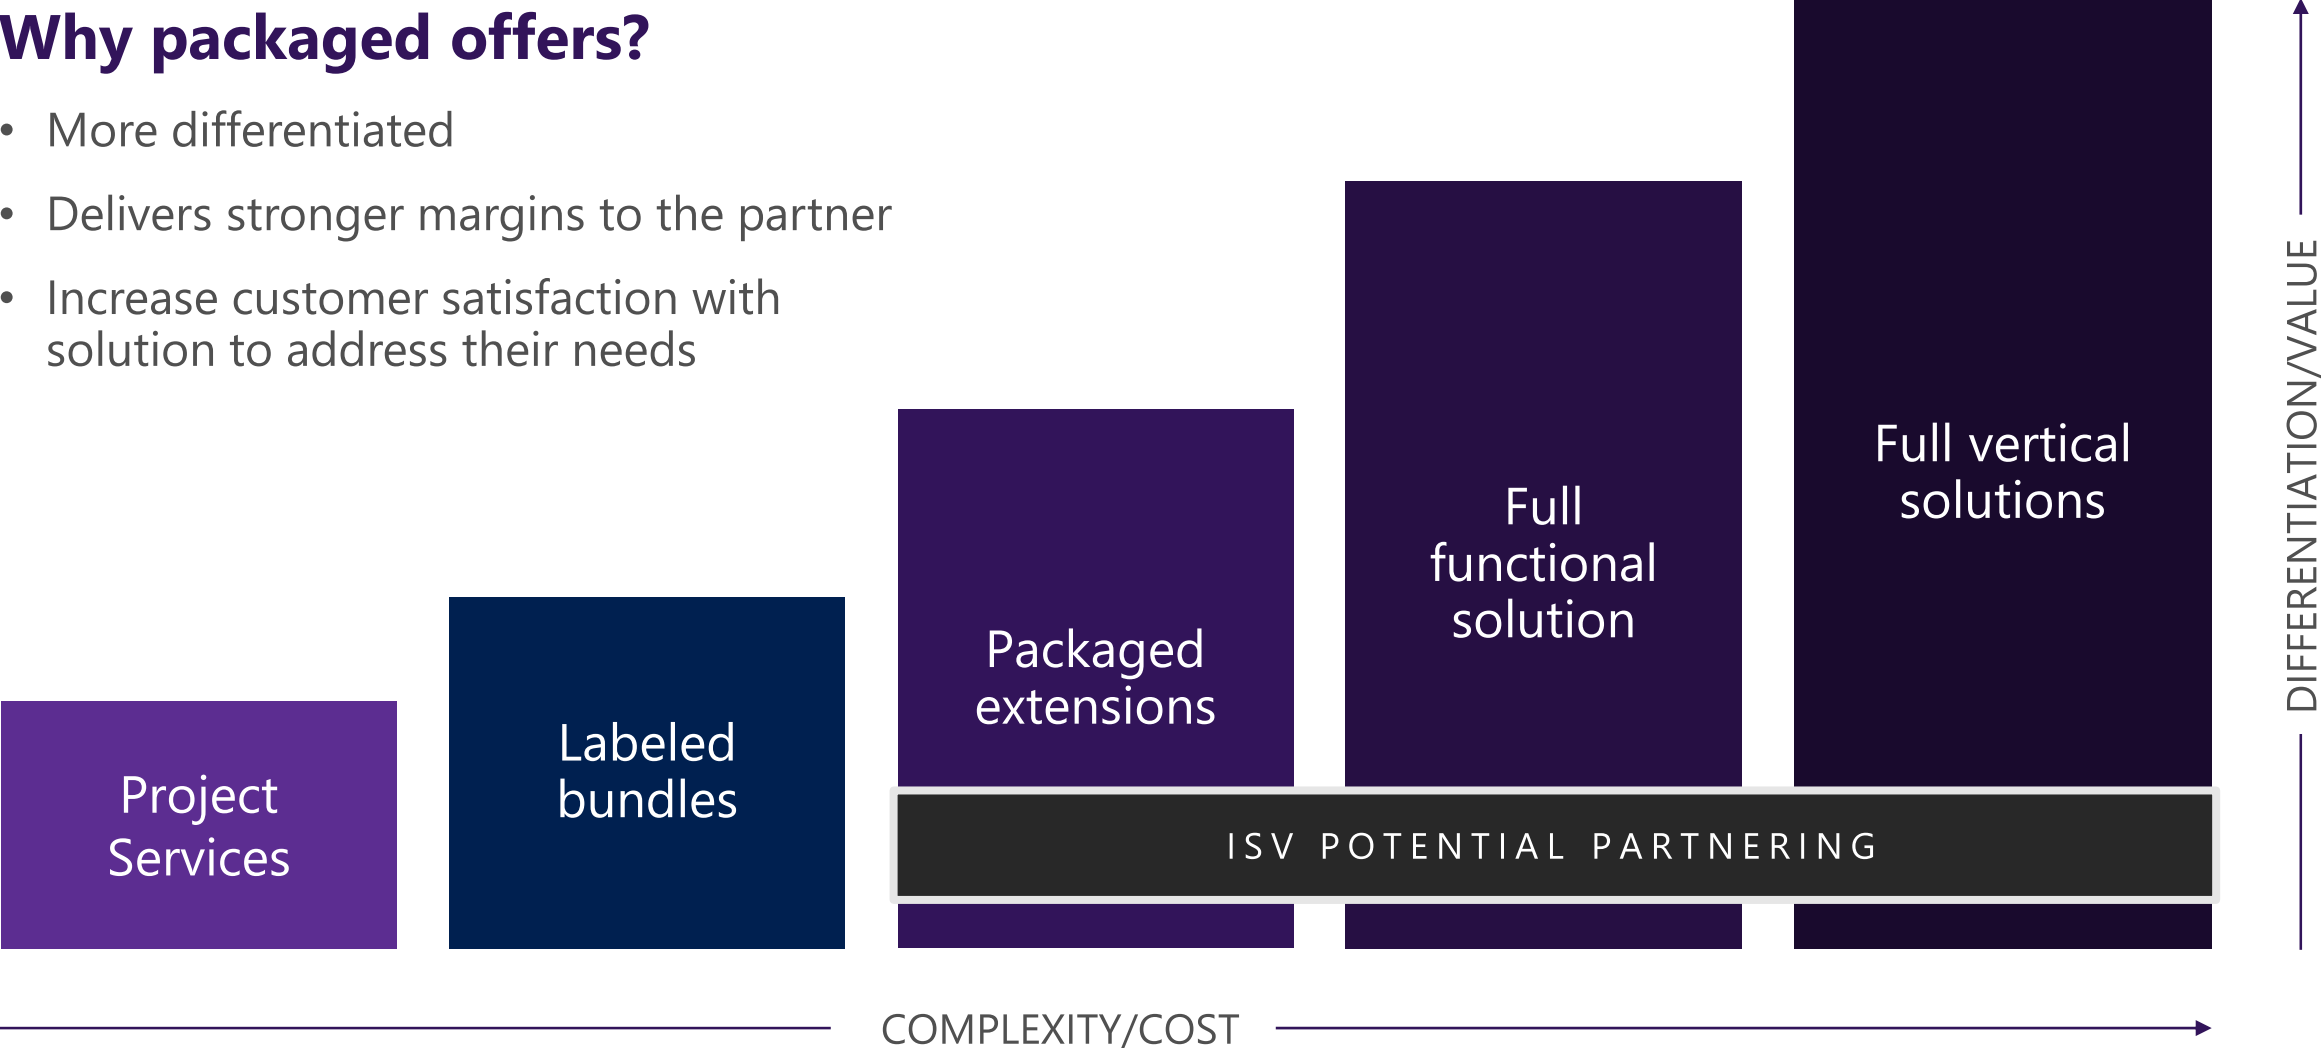 Why packaged offers?
• More differentiated
• Delivers stronger margins to the partner
• Increase customer satisfaction with
solution to address their needs
Project
Services
Labeled
bundles
Packaged
extensions
Full
functional
solution
Full vertical
solutions
ISV POTENTIAL PARTNERING
COMPLEXITY/COST
DIFFERENTIATION/VALUE